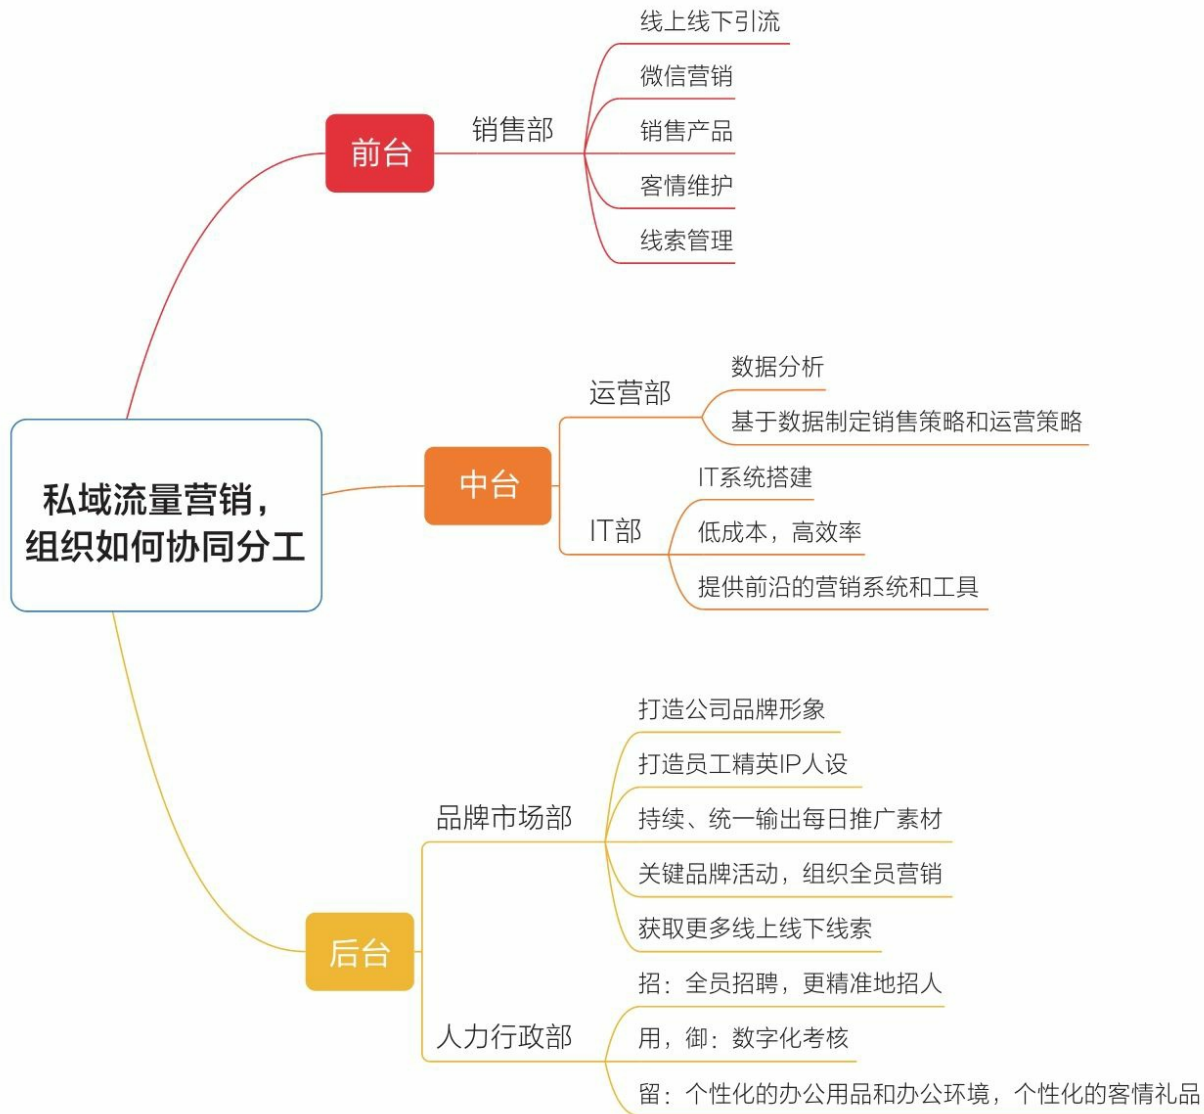 私域流量营销，
组织如何协同分工
前台
销售部
线上线下引流
微信营销
销售产品
客情维护
线索管理
中台
运营部
数据分析
基于数据制定销售策略和运营策略
IT部
IT系统搭建
低成本，高效率
提供前沿的营销系统和工具
后台
品牌市场部
打造公司品牌形象
打造员工精英IP人设
持续、统一输出每日推广素材
关键品牌活动，组织全员营销
获取更多线上线下线索
人力行政部
招：全员招聘，更精准地招人
用，御：数字化考核
留：个性化的办公用品和办公环境，个性化的客情礼品